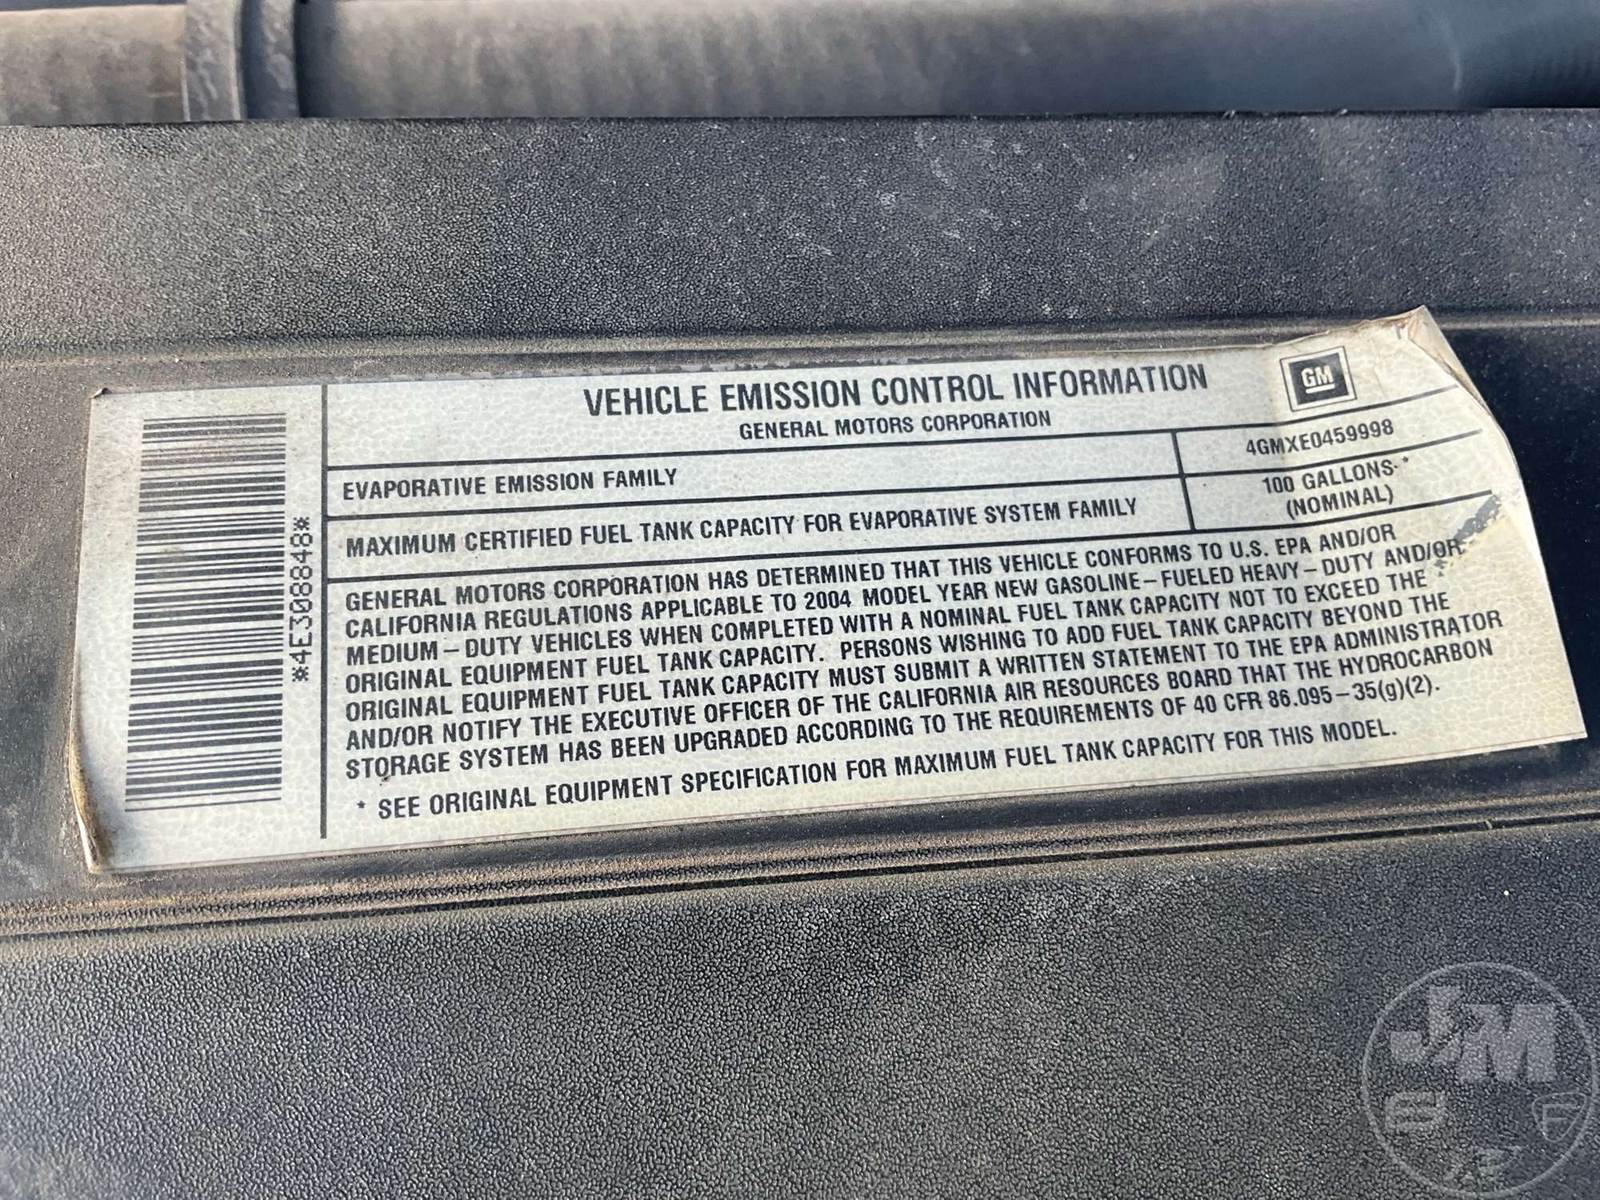 VEHICLE EMISSION CONTROL INFORMATION
GM
GENERAL MOTORS CORPORATION
EVAPORATIVE EMISSION FAMILY 4GMXE0459998
MAXIMUM CERTIFIED FUEL TANK CAPACITY FOR EVAPORATIVE SYSTEM FAMILY 100 GALLONS *
(NOMINAL)
GENERAL MOTORS CORPORATION HAS DETERMINED THAT THIS VEHICLE CONFORMS TO U.S. EPA AND/OR
CALIFORNIA REGULATIONS APPLICABLE TO 2004 MODEL YEAR NEW GASOLINE-FUELED HEAVY-DUTY AND/OR
MEDIUM-DUTY VEHICLES WHEN COMPLETED WITH A NOMINAL FUEL TANK CAPACITY NOT TO EXCEED THE
ORIGINAL EQUIPMENT FUEL TANK CAPACITY. PERSONS WISHING TO ADD FUEL TANK CAPACITY BEYOND THE
ORIGINAL EQUIPMENT FUEL TANK CAPACITY MUST SUBMIT A WRITTEN STATEMENT TO THE EPA ADMINISTRATOR
AND/OR NOTIFY THE EXECUTIVE OFFICER OF THE CALIFORNIA AIR RESOURCES BOARD THAT THE HYDROCARBON
STORAGE SYSTEM HAS BEEN UPGRADED ACCORDING TO THE REQUIREMENTS OF 40 CFR 86.095-35(g)(2).
* SEE ORIGINAL EQUIPMENT SPECIFICATION FOR MAXIMUM FUEL TANK CAPACITY FOR THIS MODEL.
**4E308848*
JM